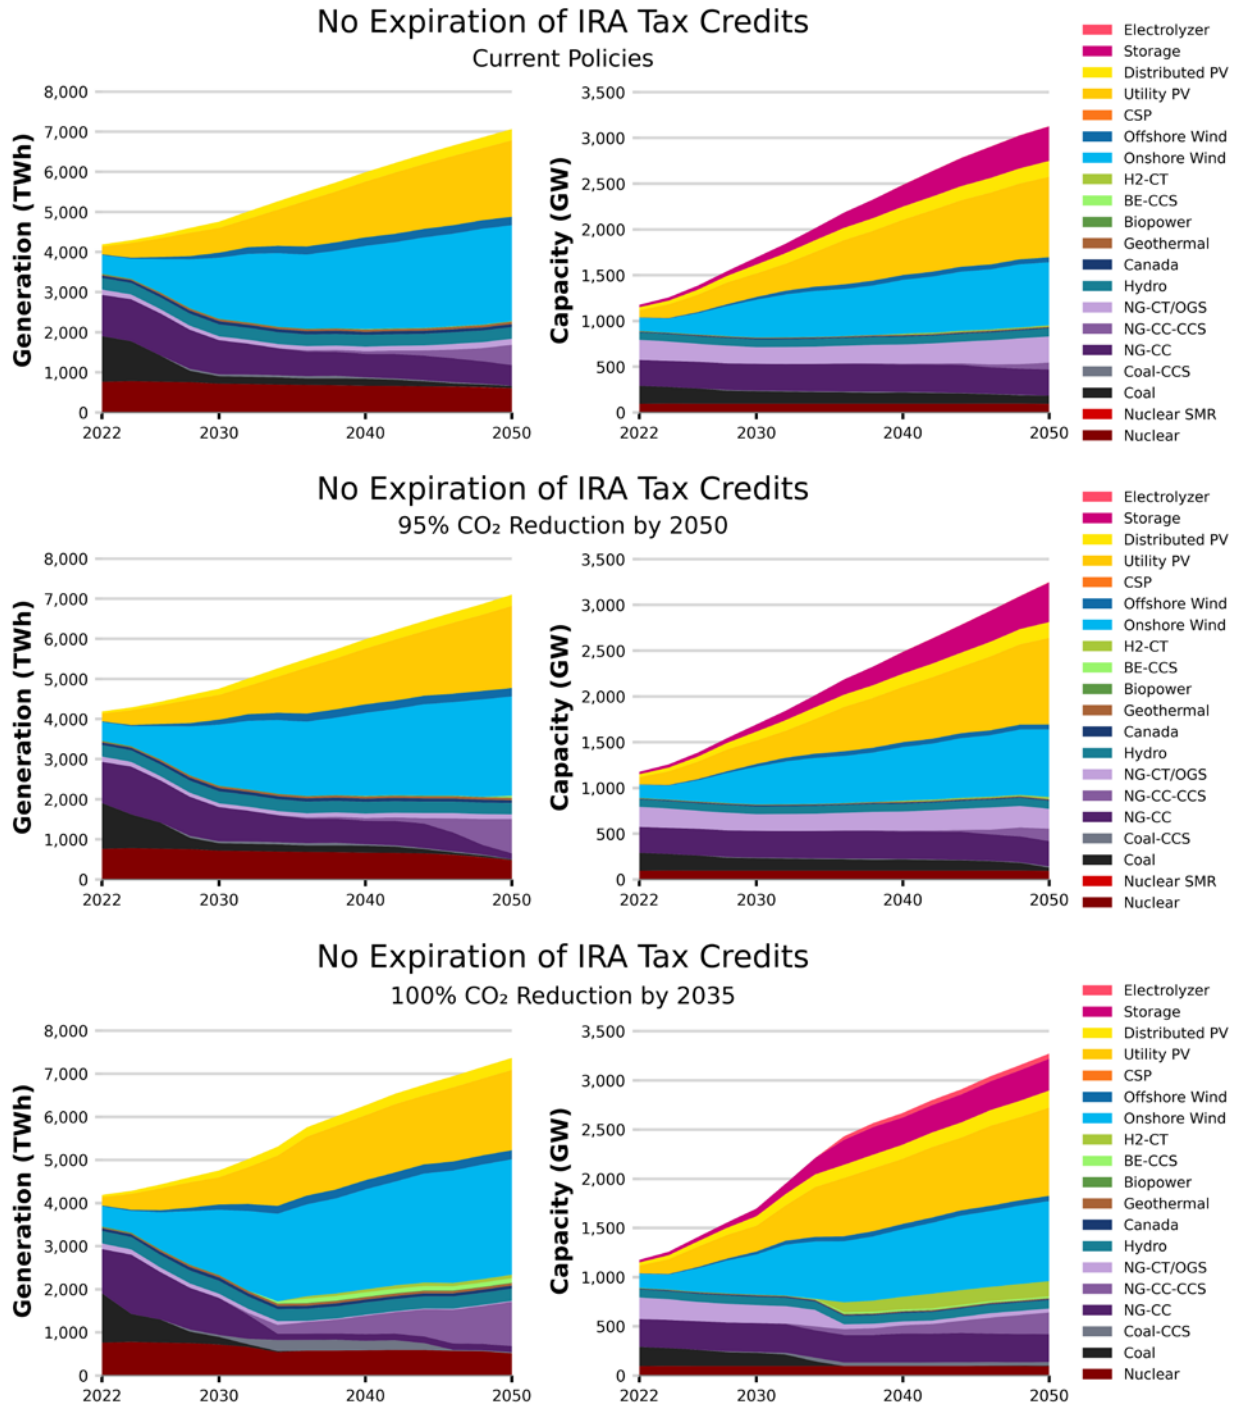 No Expiration of IRA Tax Credits
Current Policies
Generation (TWh)
8,000
7,000
6,000
5,000
4,000
3,000
2,000
1,000
0
2022 2030 2040 2050
Capacity (GW)
3,500
3,000
2,500
2,000
1,500
1,000
500
0
2022 2030 2040 2050
Electrolyzer
Storage
Distributed PV
Utility PV
CSP
Offshore Wind
Onshore Wind
H2-CT
BE-CCS
Biopower
Geothermal
Canada
Hydro
NG-CT/OGS
NG-CC-CCS
NG-CC
Coal-CCS
Coal
Nuclear SMR
Nuclear
No Expiration of IRA Tax Credits
95% CO₂ Reduction by 2050
Generation (TWh)
8,000
7,000
6,000
5,000
4,000
3,000
2,000
1,000
0
2022 2030 2040 2050
Capacity (GW)
3,500
3,000
2,500
2,000
1,500
1,000
500
0
2022 2030 2040 2050
Electrolyzer
Storage
Distributed PV
Utility PV
CSP
Offshore Wind
Onshore Wind
H2-CT
BE-CCS
Biopower
Geothermal
Canada
Hydro
NG-CT/OGS
NG-CC-CCS
NG-CC
Coal-CCS
Coal
Nuclear SMR
Nuclear
No Expiration of IRA Tax Credits
100% CO₂ Reduction by 2035
Generation (TWh)
8,000
7,000
6,000
5,000
4,000
3,000
2,000
1,000
0
2022 2030 2040 2050
Capacity (GW)
3,500
3,000
2,500
2,000
1,500
1,000
500
0
2022 2030 2040 2050
Electrolyzer
Storage
Distributed PV
Utility PV
CSP
Offshore Wind
Onshore Wind
H2-CT
BE-CCS
Biopower
Geothermal
Canada
Hydro
NG-CT/OGS
NG-CC-CCS
NG-CC
Coal-CCS
Coal
Nuclear